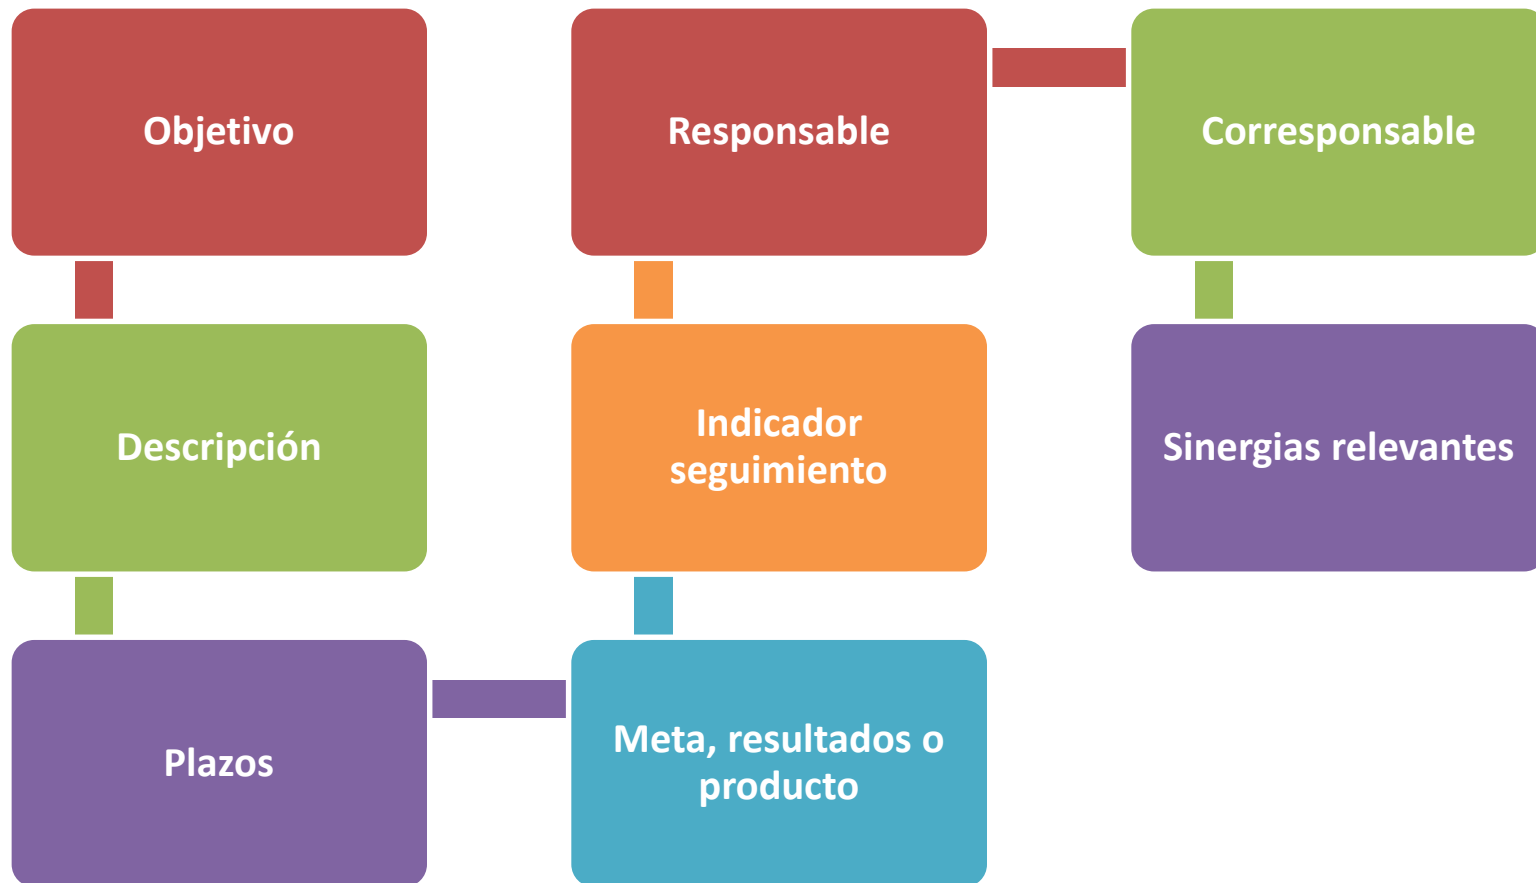 Objetivo
Descripción
Plazos
Meta, resultados o
producto
Indicador
seguimiento
Responsable
Corresponsable
Sinergias relevantes